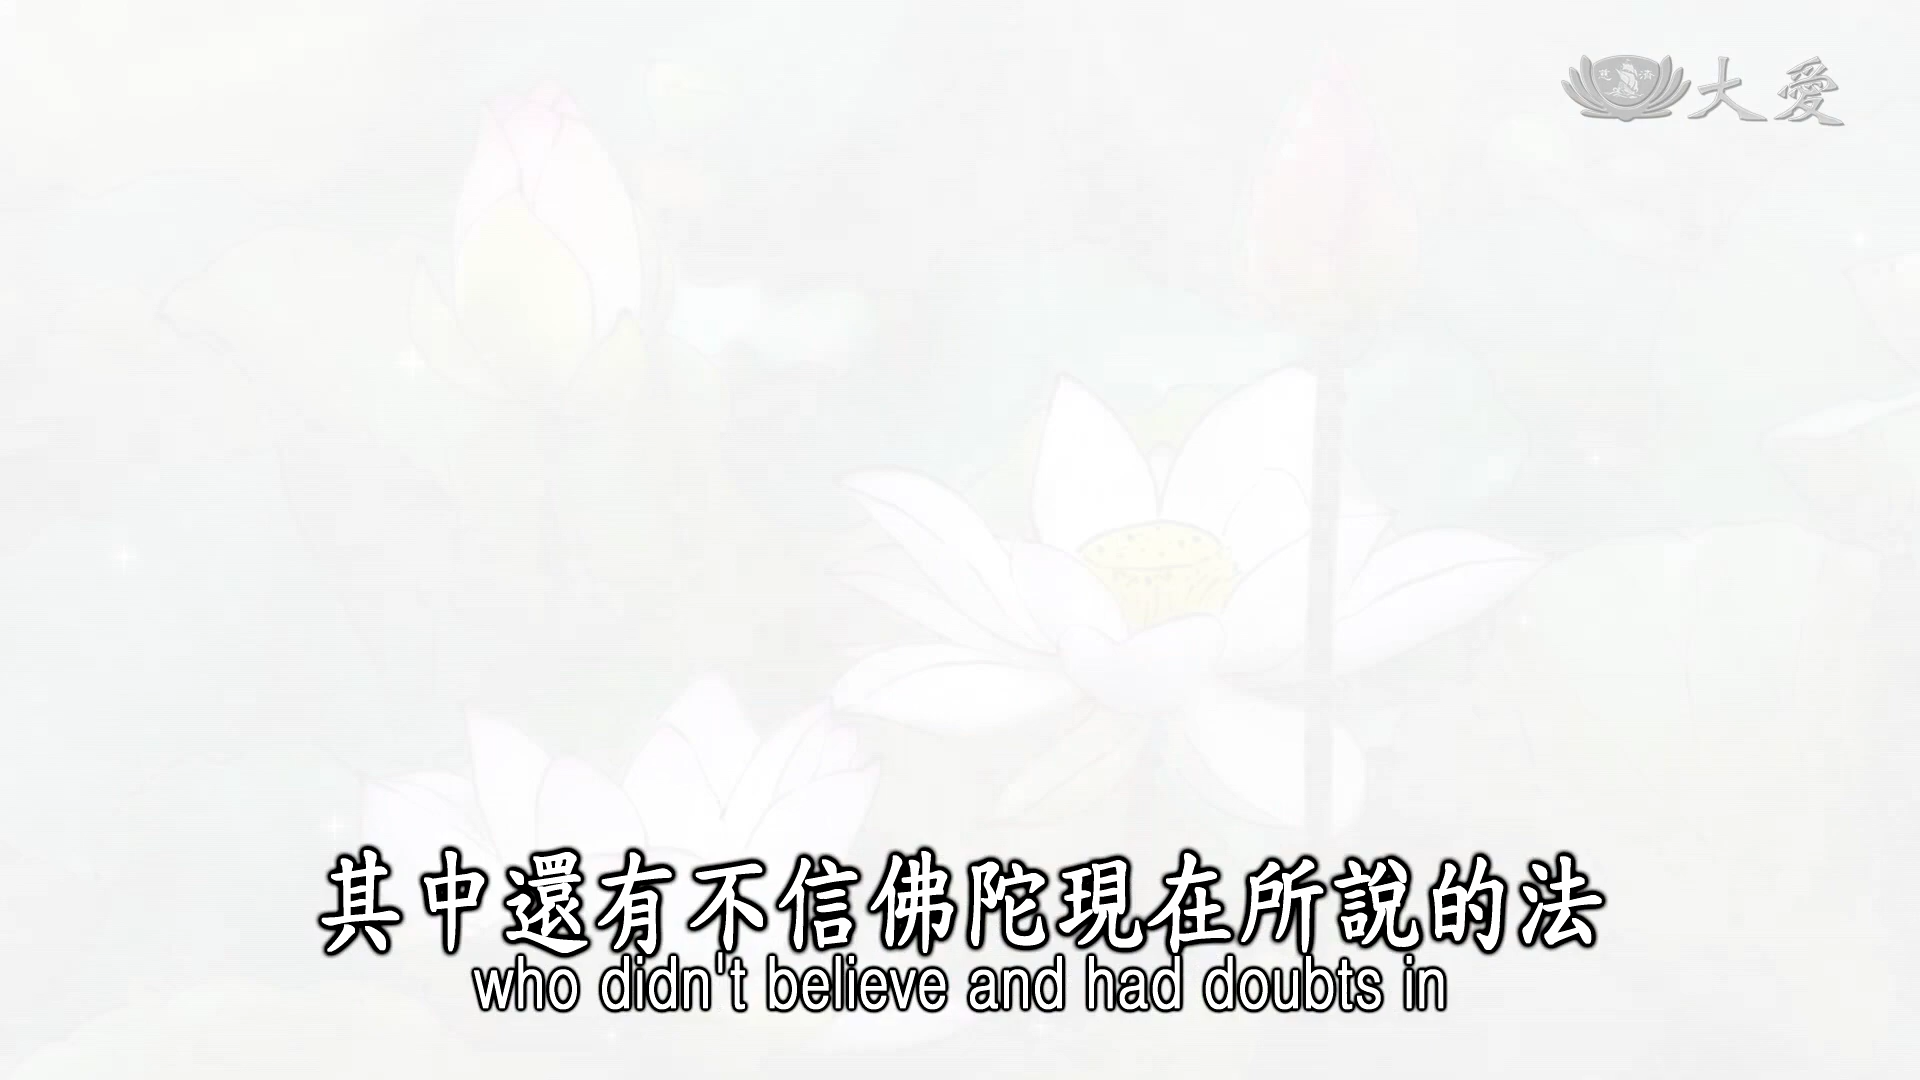 大愛
其中還有不信佛陀現在所說的法
who didn't believe and had doubts in